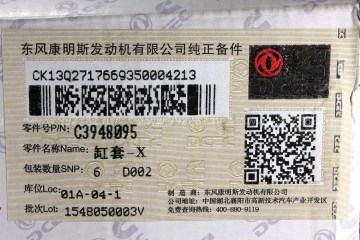 东风康明斯发动机有限公司纯正备件
CK13Q2717669350004213
零件号P/N: C3948095
零件名称Name: 缸套-X
包装数量SNP: 6 D002
库位Loc: 01A-04-1
批次Lot: 1548050003V
制造商: 东风康明斯发动机有限公司
地址: 中国湖北襄阳市高新技术汽车产业开发区
免费查询热线: 400-890-9119